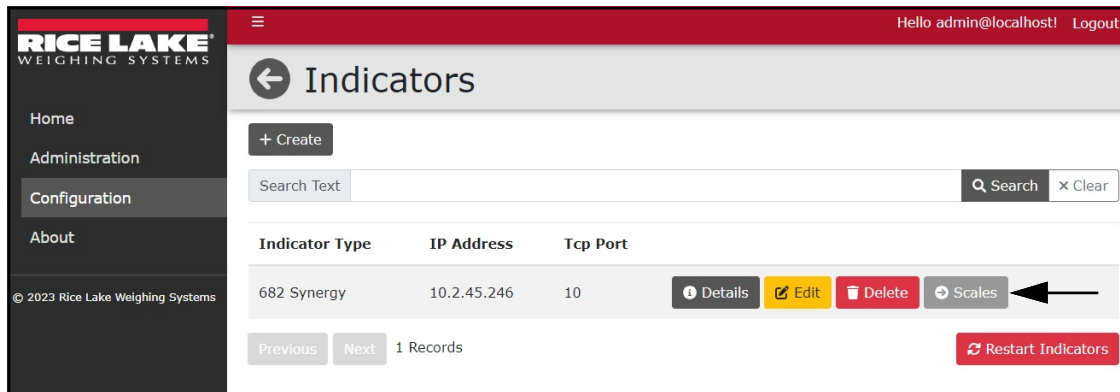 RICE LAKE®
WEIGHING SYSTEMS
Home
Administration
Configuration
About
© 2023 Rice Lake Weighing Systems
Hello admin@localhost! Logout
Indicators
+ Create
Search Text Search × Clear
Indicator Type IP Address Tcp Port
682 Synergy 10.2.45.246 10 Details Edit Delete Scales
Previous Next 1 Records Restart Indicators